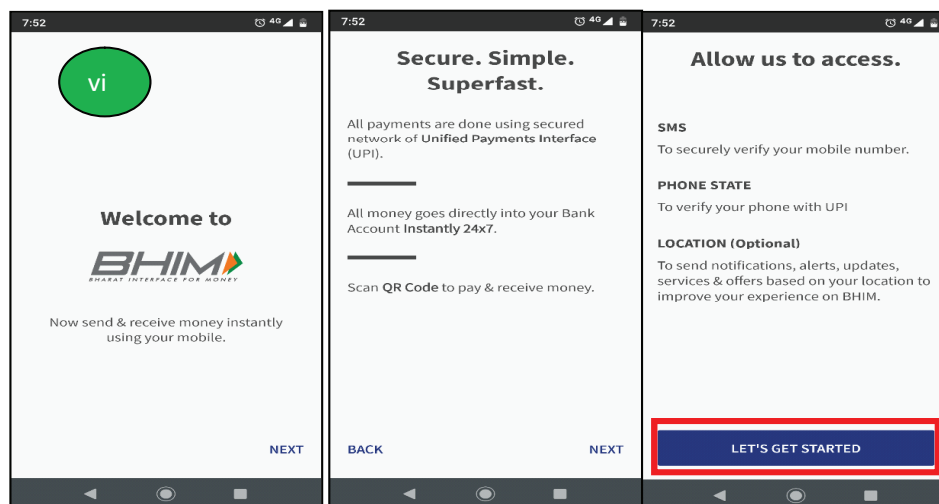 7:52
4G
vi
Welcome to
BHIM
BHARAT INTERFACE FOR MONEY
Now send & receive money instantly
using your mobile.
NEXT
7:52
4G
Secure. Simple.
Superfast.
All payments are done using secured
network of Unified Payments Interface
(UPI).
All money goes directly into your Bank
Account Instantly 24x7.
Scan QR Code to pay & receive money.
BACK
NEXT
7:52
4G
Allow us to access.
SMS
To securely verify your mobile number.
PHONE STATE
To verify your phone with UPI
LOCATION (Optional)
To send notifications, alerts, updates,
services & offers based on your location to
improve your experience on BHIM.
LET'S GET STARTED